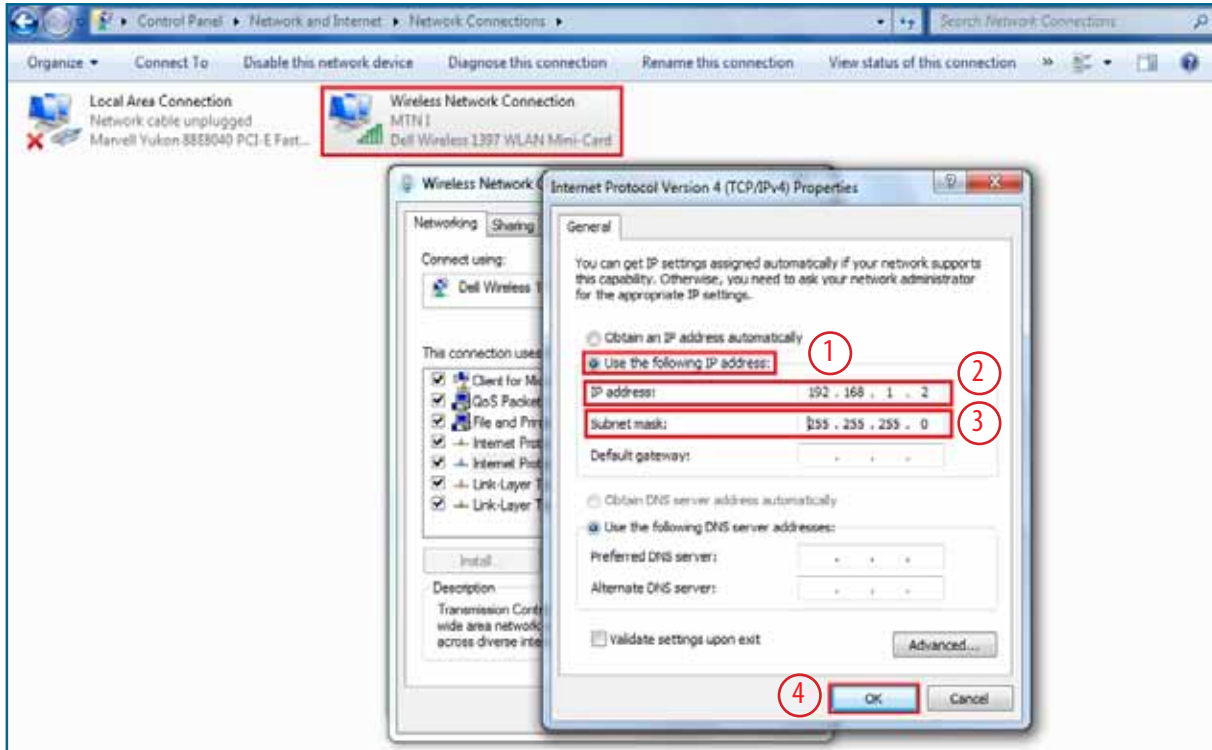 Control Panel ▸ Network and Internet ▸ Network Connections ▸
Search Network Connections
Organize ▾ Connect To Disable this network device Diagnose this connection Rename this connection View status of this connection »
Local Area Connection
Network cable unplugged
Marvell Yukon 88E8040 PCI-E Fast...
Wireless Network Connection
MTN I
Dell Wireless 1397 WLAN Mini-Card
Wireless Network
Networking Sharing
Connect using:
Dell Wireless 1
This connection uses
Client for Mi
QoS Packet
File and Prin
Internet Prot
Internet Prot
Link-Layer T
Link-Layer T
Install
Description
Transmission Contr
wide area network
across diverse inte
Internet Protocol Version 4 (TCP/IPv4) Properties
General
You can get IP settings assigned automatically if your network supports
this capability. Otherwise, you need to ask your network administrator
for the appropriate IP settings.
Obtain an IP address automatically
Use the following IP address: 1
IP address: 192 . 168 . 1 . 2 2
Subnet mask: 255 . 255 . 255 . 0 3
Default gateway: . . .
Obtain DNS server address automatically
Use the following DNS server addresses:
Preferred DNS server: . . .
Alternate DNS server: . . .
Validate settings upon exit
Advanced...
4 OK Cancel